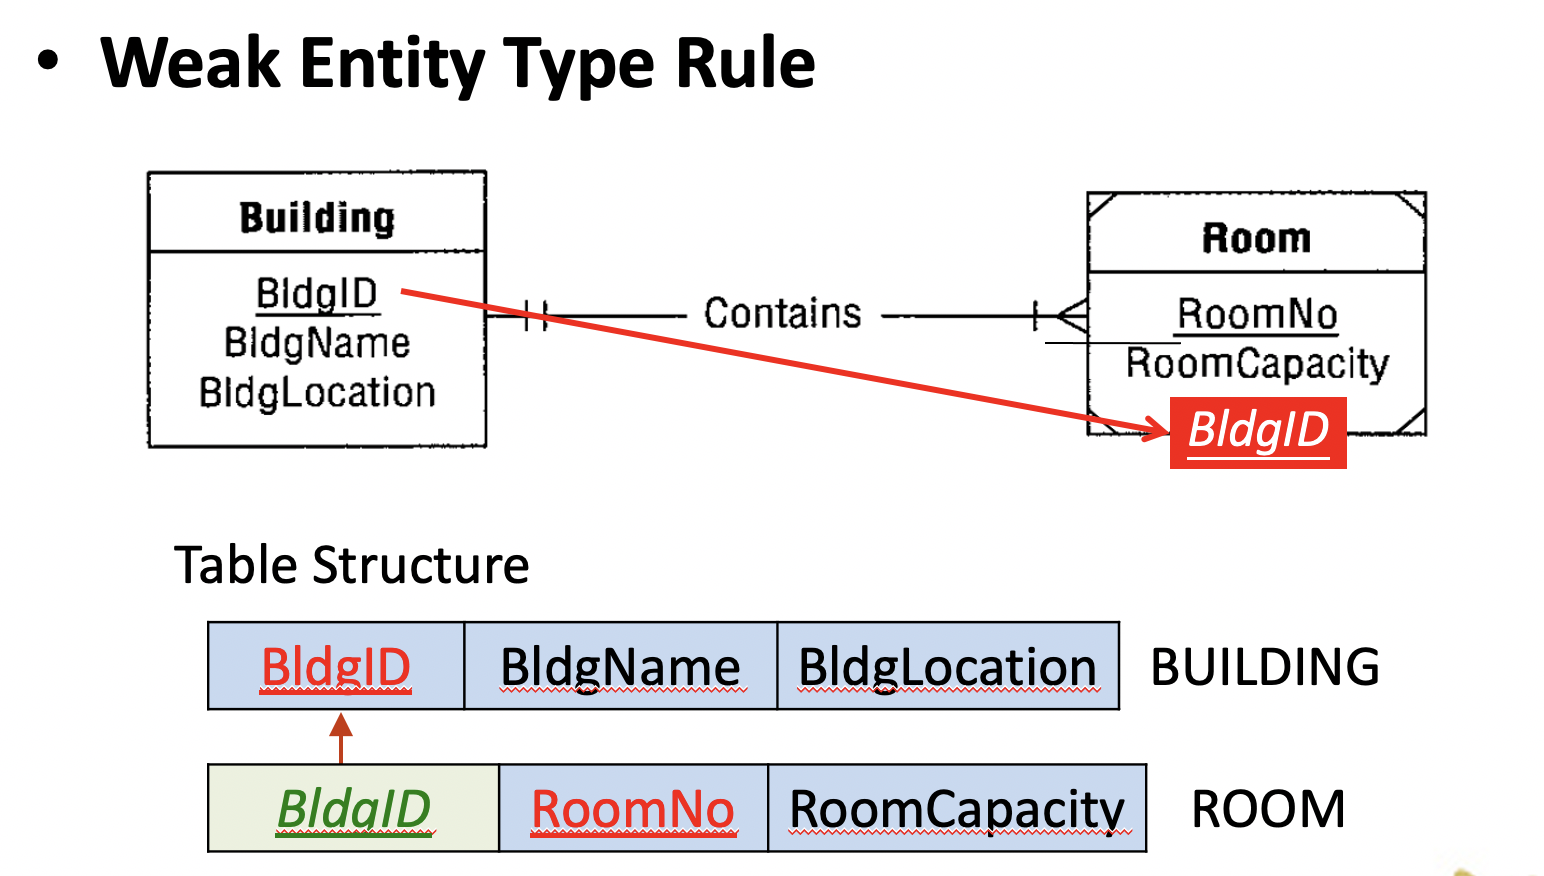 • Weak Entity Type Rule
Building
BldgID
BldgName
BldgLocation
Contains
Room
RoomNo
RoomCapacity
BldgID
Table Structure
BldgID BldgName BldgLocation BUILDING
BldgID RoomNo RoomCapacity ROOM